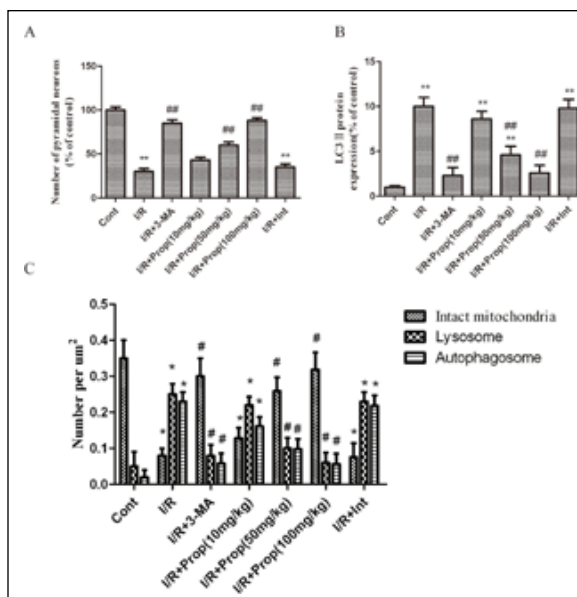 A
Number of pyramidal neurons
(% of control)
150
100
50
0
**
##
##
##
**
Cont
I/R
I/R+3-MA
I/R+Prop(10mg/kg)
I/R+Prop(50mg/kg)
I/R+Prop(100mg/kg)
I/R+Int
B
LC3 II protein
expression(% of control)
15
10
5
0
**
##
**
##
**
##
**
Cont
I/R
I/R+3-MA
I/R+Prop(10mg/kg)
I/R+Prop(50mg/kg)
I/R+Prop(100mg/kg)
I/R+Int
C
Number per um²
0.5
0.4
0.3
0.2
0.1
0.0
* * *
# # #
* * *
# # #
# # #
* * *
Intact mitochondria
Lysosome
Autophagosome
Cont
I/R
I/R+3-MA
I/R+Prop(10mg/kg)
I/R+Prop(50mg/kg)
I/R+Prop(100mg/kg)
I/R+Int